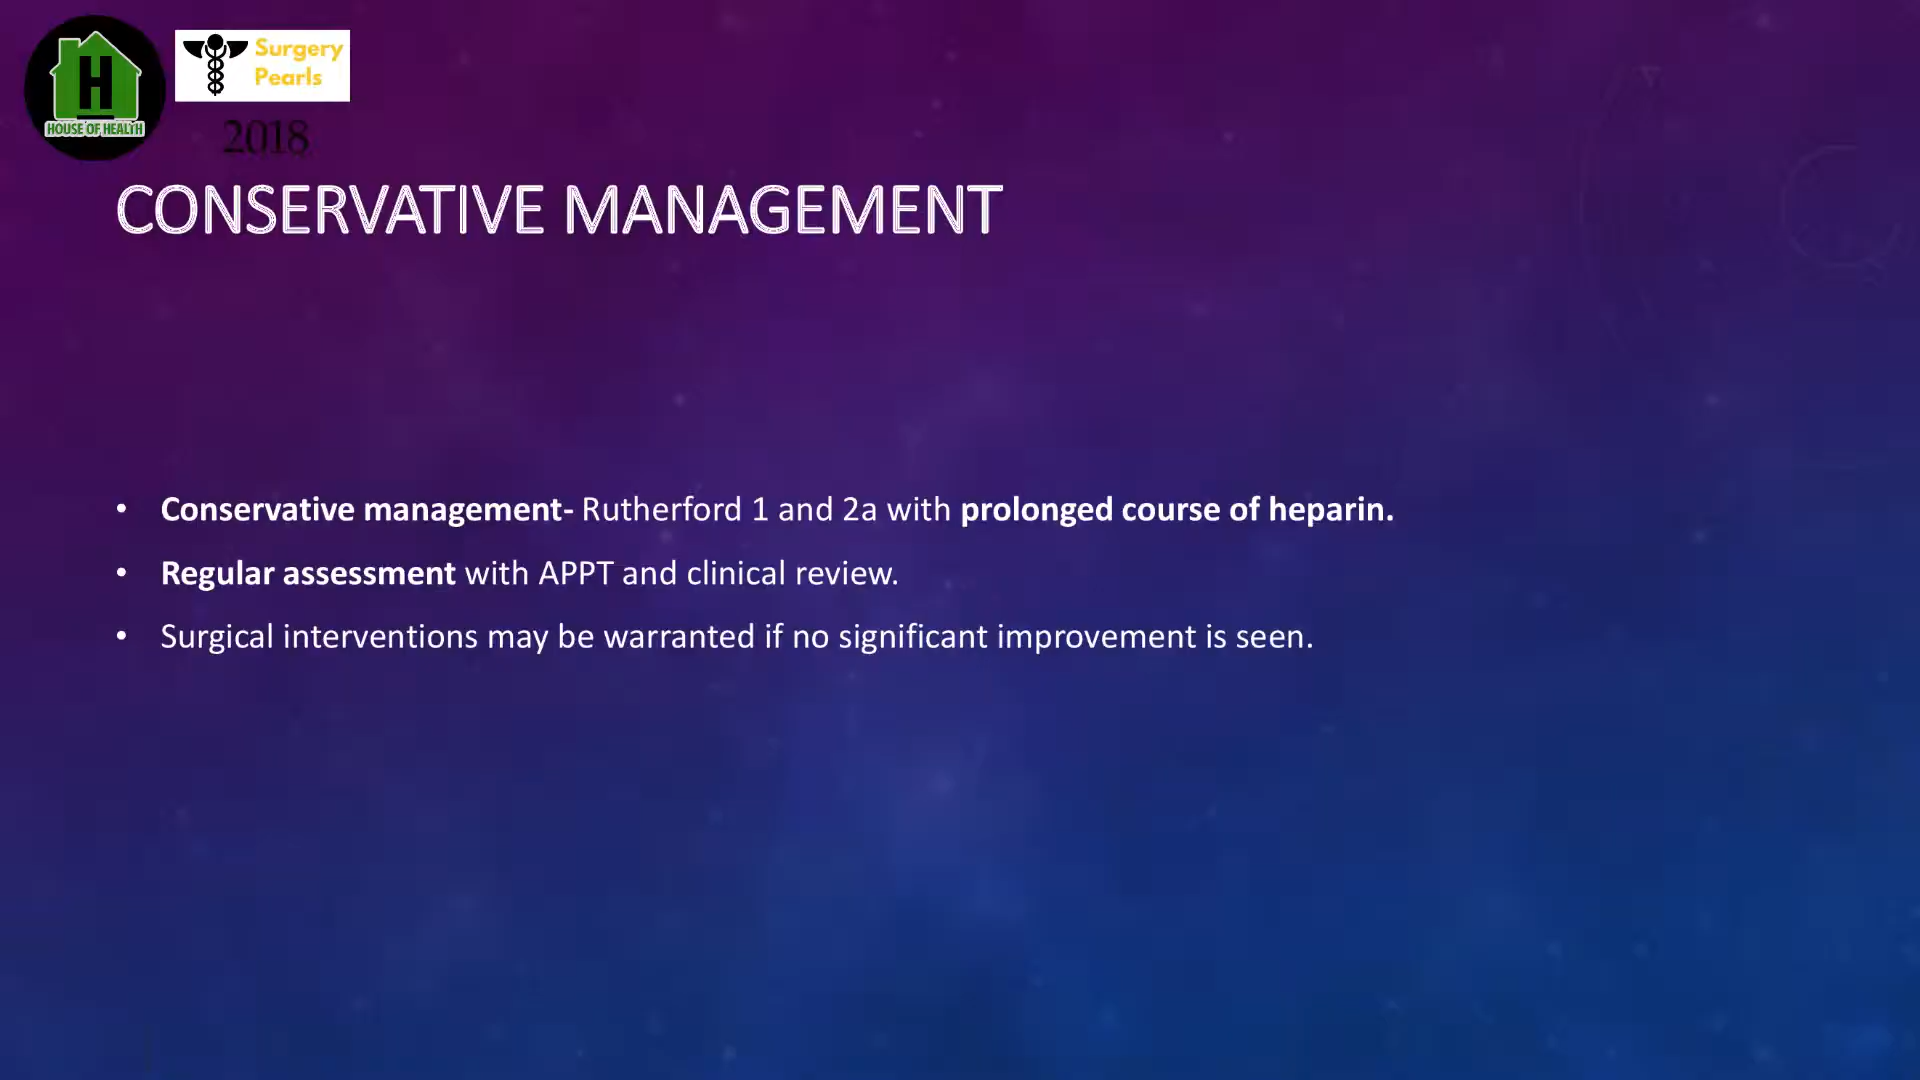 H
HOUSE OF HEALTH
Surgery
Pearls
2018
CONSERVATIVE MANAGEMENT
• Conservative management- Rutherford 1 and 2a with prolonged course of heparin.
• Regular assessment with APPT and clinical review.
• Surgical interventions may be warranted if no significant improvement is seen.